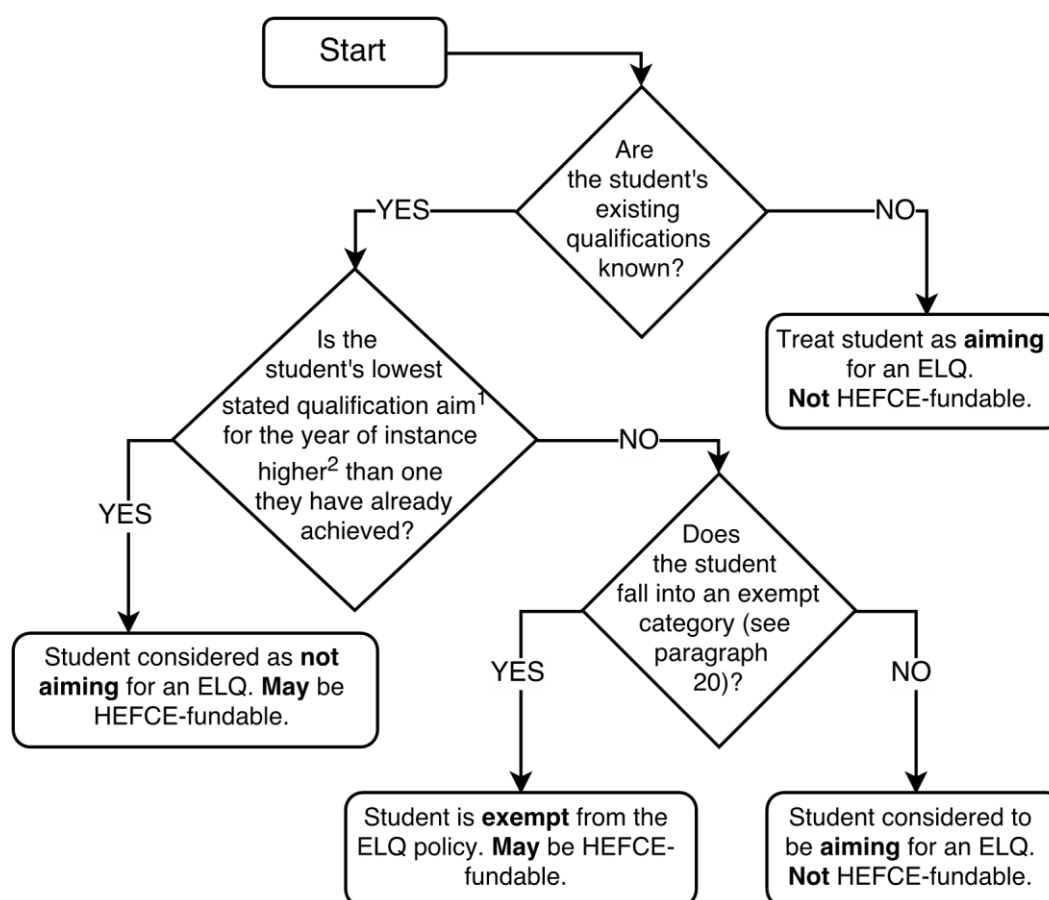 Start
Are
the student's
existing
qualifications
known?
YES
NO
Treat student as aiming
for an ELQ.
Not HEFCE-fundable.
Is the
student's lowest
stated qualification aim1
for the year of instance
higher2 than one
they have already
achieved?
YES
NO
Student considered as not
aiming for an ELQ. May be
HEFCE-fundable.
Does
the student
fall into an exempt
category (see
paragraph
20)?
YES
NO
Student is exempt from the
ELQ policy. May be HEFCE-
fundable.
Student considered to
be aiming for an ELQ.
Not HEFCE-fundable.